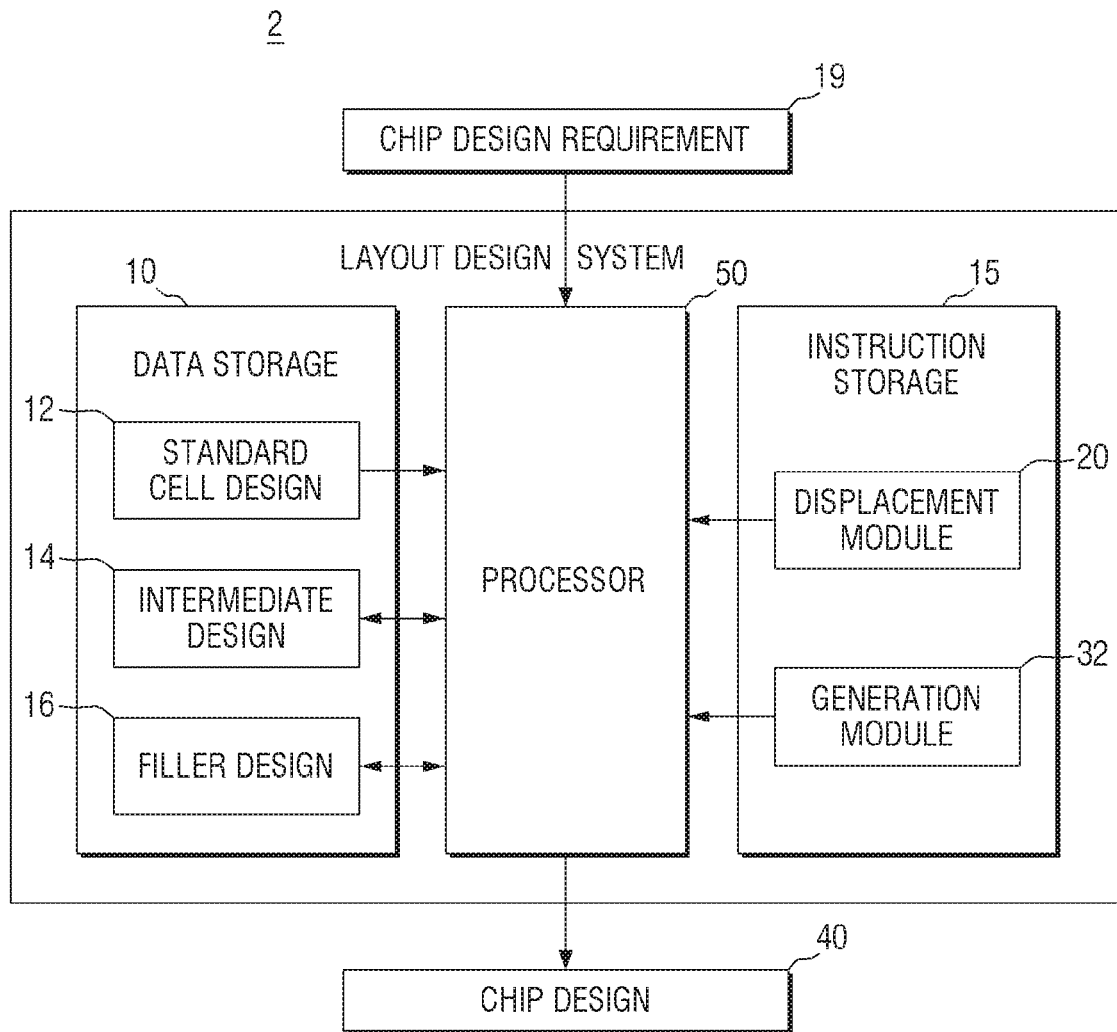 2
19
CHIP DESIGN REQUIREMENT
LAYOUT DESIGN SYSTEM
10
50
15
DATA STORAGE
INSTRUCTION
STORAGE
12
STANDARD
CELL DESIGN
20
DISPLACEMENT
MODULE
PROCESSOR
14
INTERMEDIATE
DESIGN
32
GENERATION
MODULE
16
FILLER DESIGN
40
CHIP DESIGN